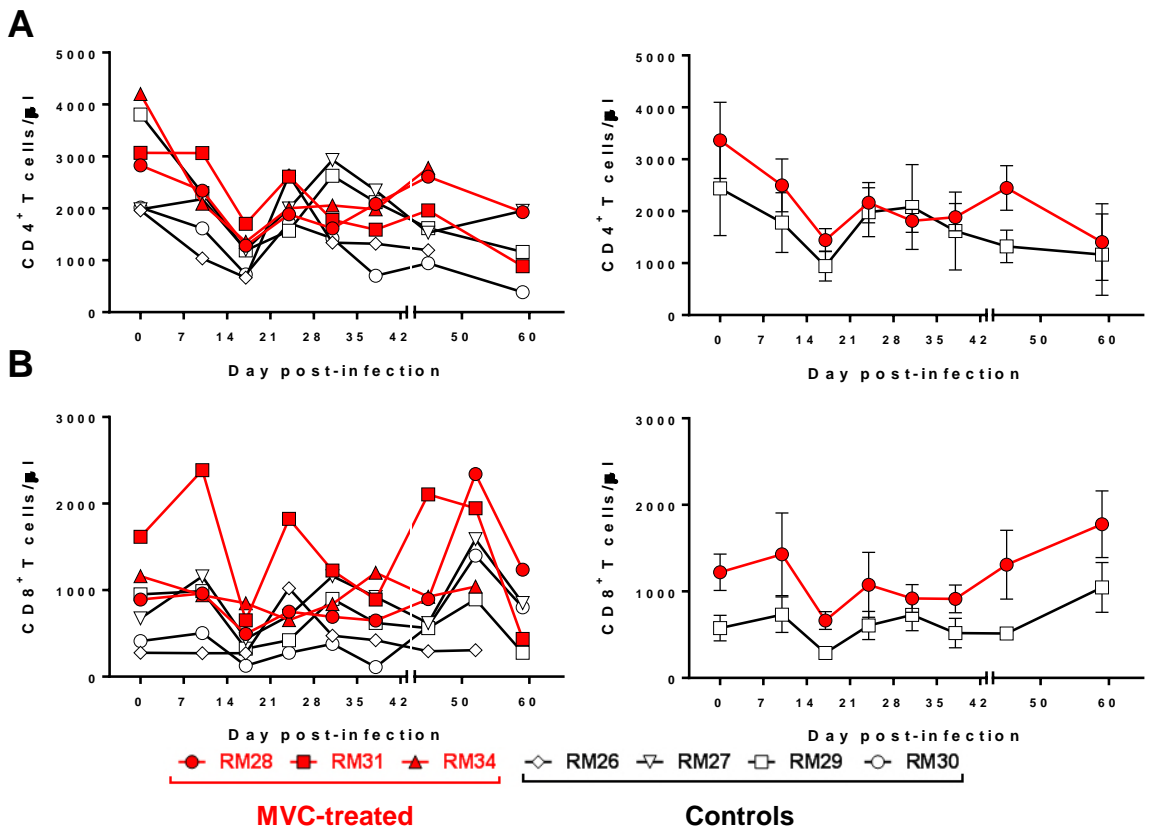 A
CD4+ T cells/µl
5000
4000
3000
2000
1000
0
0 7 14 21 28 35 42 50 60
Day post-infection
CD4+ T cells/µl
5000
4000
3000
2000
1000
0
0 7 14 21 28 35 42 50 60
Day post-infection
B
CD8+ T cells/µl
3000
2000
1000
0
0 7 14 21 28 35 42 50 60
Day post-infection
CD8+ T cells/µl
3000
2000
1000
0
0 7 14 21 28 35 42 50 60
Day post-infection
RM28 RM31 RM34 RM26 RM27 RM29 RM30
MVC-treated Controls